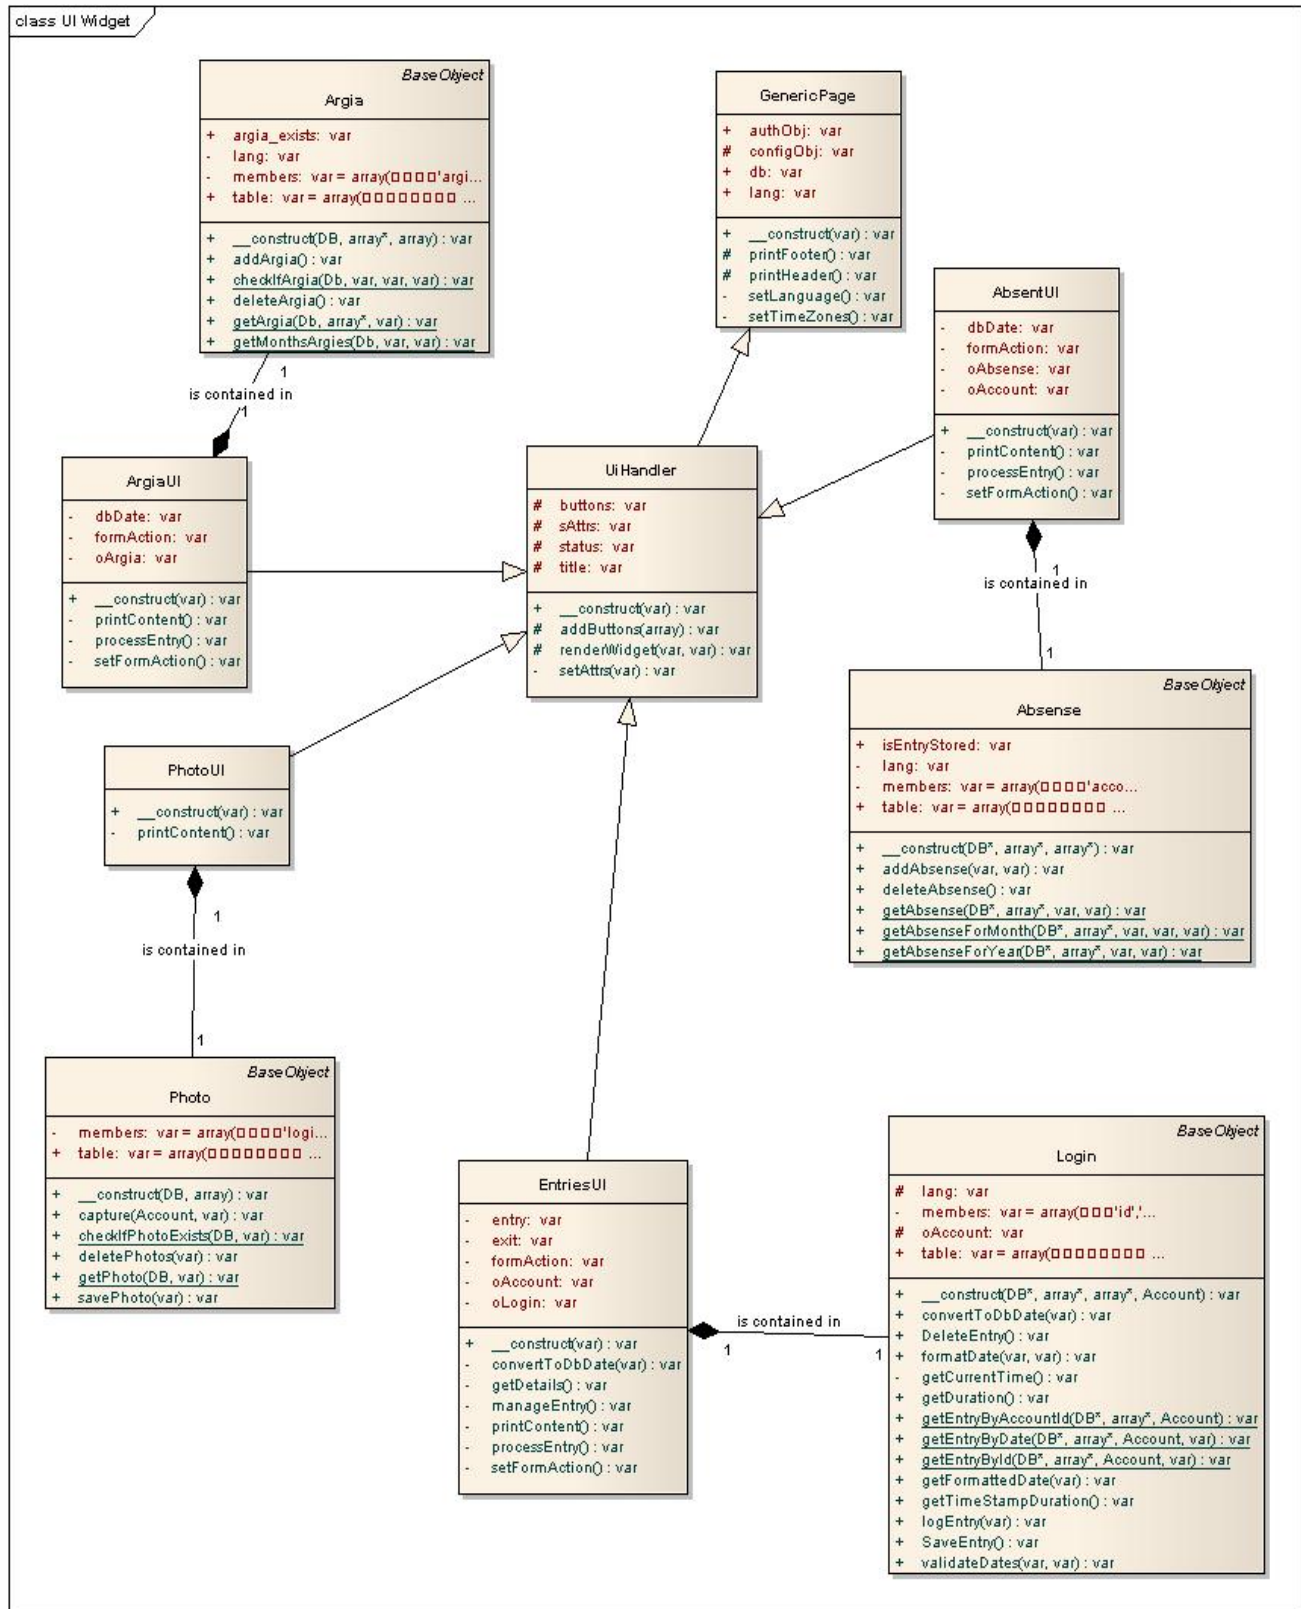 class UI Widget
BaseObject
Argia
+ argia_exists: var
- lang: var
- members: var = array(□□□□'argi...
+ table: var = array(□□□□□□□□ ...
+ __construct(DB, array*, array) : var
+ addArgia() : var
+ checkIfArgia(Db, var, var, var) : var
+ deleteArgia() : var
+ getArgia(Db, array*, var) : var
+ getMonthsArgies(Db, var, var) : var
1
is contained in
1
GenericPage
+ authObj: var
# configObj: var
+ db: var
+ lang: var
+ __construct(var) : var
# printFooter() : var
# printHeader() : var
- setLanguage() : var
- setTimeZones() : var
AbsentUI
- dbDate: var
- formAction: var
- oAbsense: var
- oAccount: var
+ __construct(var) : var
- printContent() : var
- processEntry() : var
- setFormAction() : var
1
is contained in
1
ArgiaUI
- dbDate: var
- formAction: var
- oArgia: var
+ __construct(var) : var
- printContent() : var
- processEntry() : var
- setFormAction() : var
UiHandler
# buttons: var
# sAttrs: var
# status: var
# title: var
+ __construct(var) : var
# addButtons(array) : var
# renderWidget(var, var) : var
- setAttrs(var) : var
BaseObject
Absense
+ isEntryStored: var
- lang: var
- members: var = array(□□□□'acco...
+ table: var = array(□□□□□□□□ ...
+ __construct(DB*, array*, array*) : var
+ addAbsense(var, var) : var
+ deleteAbsense() : var
+ getAbsense(DB*, array*, var, var) : var
+ getAbsenseForMonth(DB*, array*, var, var, var) : var
+ getAbsenseForYear(DB*, array*, var, var) : var
PhotoUI
+ __construct(var) : var
- printContent() : var
1
is contained in
1
BaseObject
Photo
- members: var = array(□□□□'logi...
+ table: var = array(□□□□□□□□ ...
+ __construct(DB, array) : var
+ capture(Account, var) : var
+ checkIfPhotoExists(DB, var) : var
+ deletePhotos(var) : var
+ getPhoto(DB, var) : var
+ savePhoto(var) : var
EntriesUI
- entry: var
- exit: var
- formAction: var
- oAccount: var
- oLogin: var
+ __construct(var) : var
- convertToDbDate(var) : var
- getDetails() : var
- manageEntry() : var
- printContent() : var
- processEntry() : var
- setFormAction() : var
is contained in
1
1
BaseObject
Login
# lang: var
- members: var = array(□□□'id','...
# oAccount: var
+ table: var = array(□□□□□□□□ ...
+ __construct(DB*, array*, array*, Account) : var
+ convertToDbDate(var) : var
+ DeleteEntry() : var
+ formatDate(var, var) : var
- getCurrentTime() : var
+ getDuration() : var
+ getEntryByAccountId(DB*, array*, Account) : var
+ getEntryByDate(DB*, array*, Account, var) : var
+ getEntryById(DB*, array*, Account, var) : var
+ getFormattedDate(var) : var
+ getTimeStampDuration() : var
+ logEntry(var) : var
+ SaveEntry() : var
+ validateDates(var, var) : var